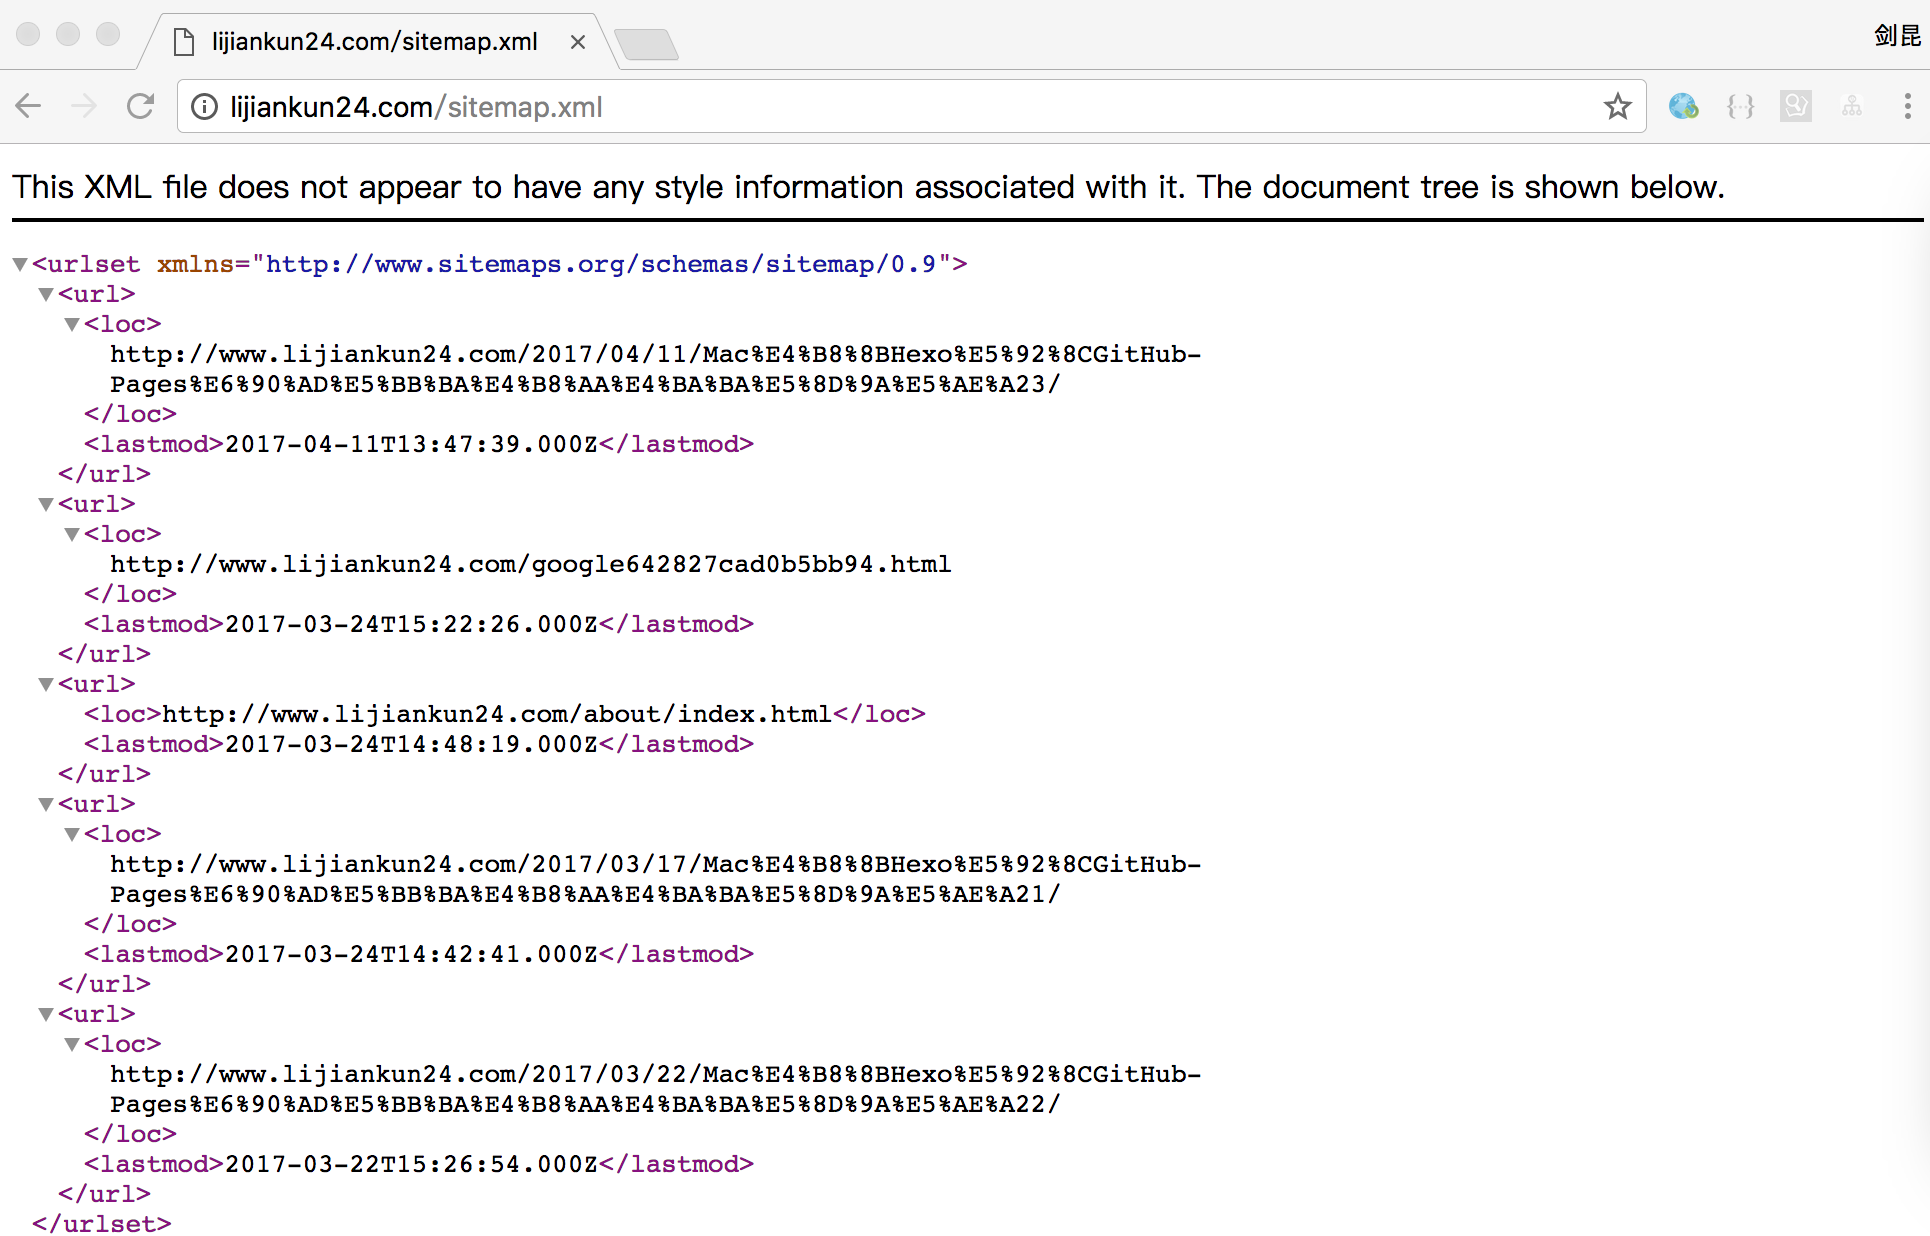 lijiankun24.com/sitemap.xml
剑昆
lijiankun24.com/sitemap.xml
This XML file does not appear to have any style information associated with it. The document tree is shown below.
<urlset xmlns="http://www.sitemaps.org/schemas/sitemap/0.9">
<url>
<loc>
http://www.lijiankun24.com/2017/04/11/Mac%E4%B8%8BHexo%E5%92%8CGitHub-
Pages%E6%90%AD%E5%BB%BA%E4%B8%AA%E4%BA%BA%E5%8D%9A%E5%AE%A23/
</loc>
<lastmod>2017-04-11T13:47:39.000Z</lastmod>
</url>
<url>
<loc>
http://www.lijiankun24.com/google642827cad0b5bb94.html
</loc>
<lastmod>2017-03-24T15:22:26.000Z</lastmod>
</url>
<url>
<loc>http://www.lijiankun24.com/about/index.html</loc>
<lastmod>2017-03-24T14:48:19.000Z</lastmod>
</url>
<url>
<loc>
http://www.lijiankun24.com/2017/03/17/Mac%E4%B8%8BHexo%E5%92%8CGitHub-
Pages%E6%90%AD%E5%BB%BA%E4%B8%AA%E4%BA%BA%E5%8D%9A%E5%AE%A21/
</loc>
<lastmod>2017-03-24T14:42:41.000Z</lastmod>
</url>
<url>
<loc>
http://www.lijiankun24.com/2017/03/22/Mac%E4%B8%8BHexo%E5%92%8CGitHub-
Pages%E6%90%AD%E5%BB%BA%E4%B8%AA%E4%BA%BA%E5%8D%9A%E5%AE%A22/
</loc>
<lastmod>2017-03-22T15:26:54.000Z</lastmod>
</url>
</urlset>